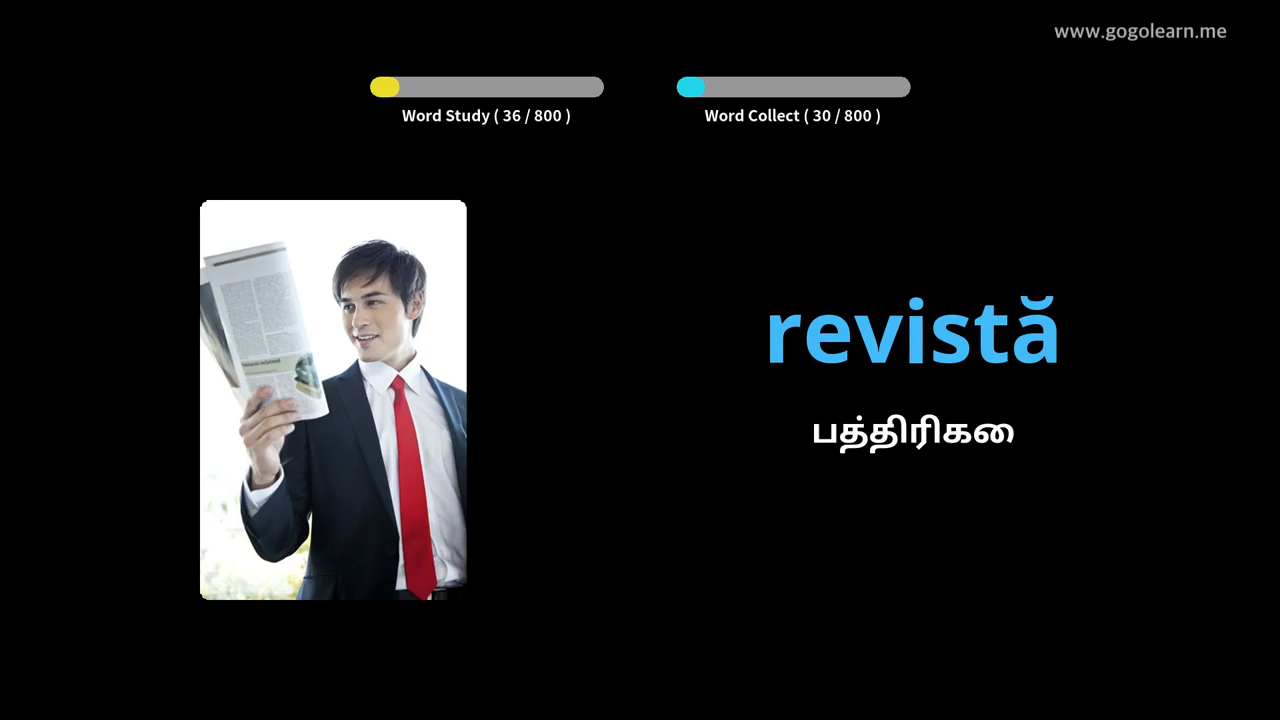 www.gogolearn.me
Word Study ( 36 / 800 )
Word Collect ( 30 / 800 )
revistă
பத்திரிகை